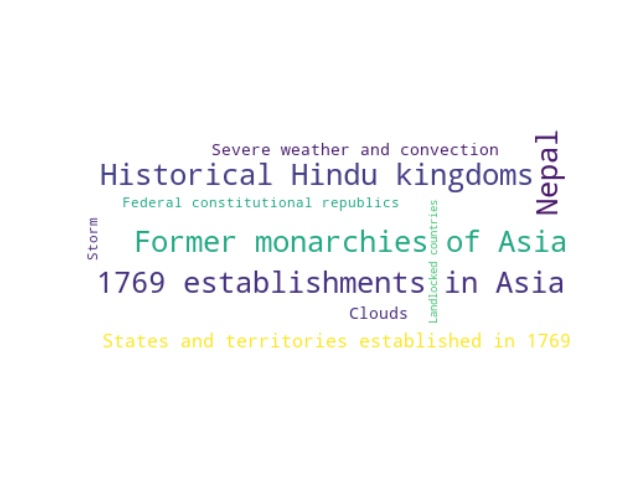 Severe weather and convection
Nepal
Historical Hindu kingdoms
Federal constitutional republics
Landlocked countries
Storm
Former monarchies of Asia
1769 establishments in Asia
Clouds
States and territories established in 1769